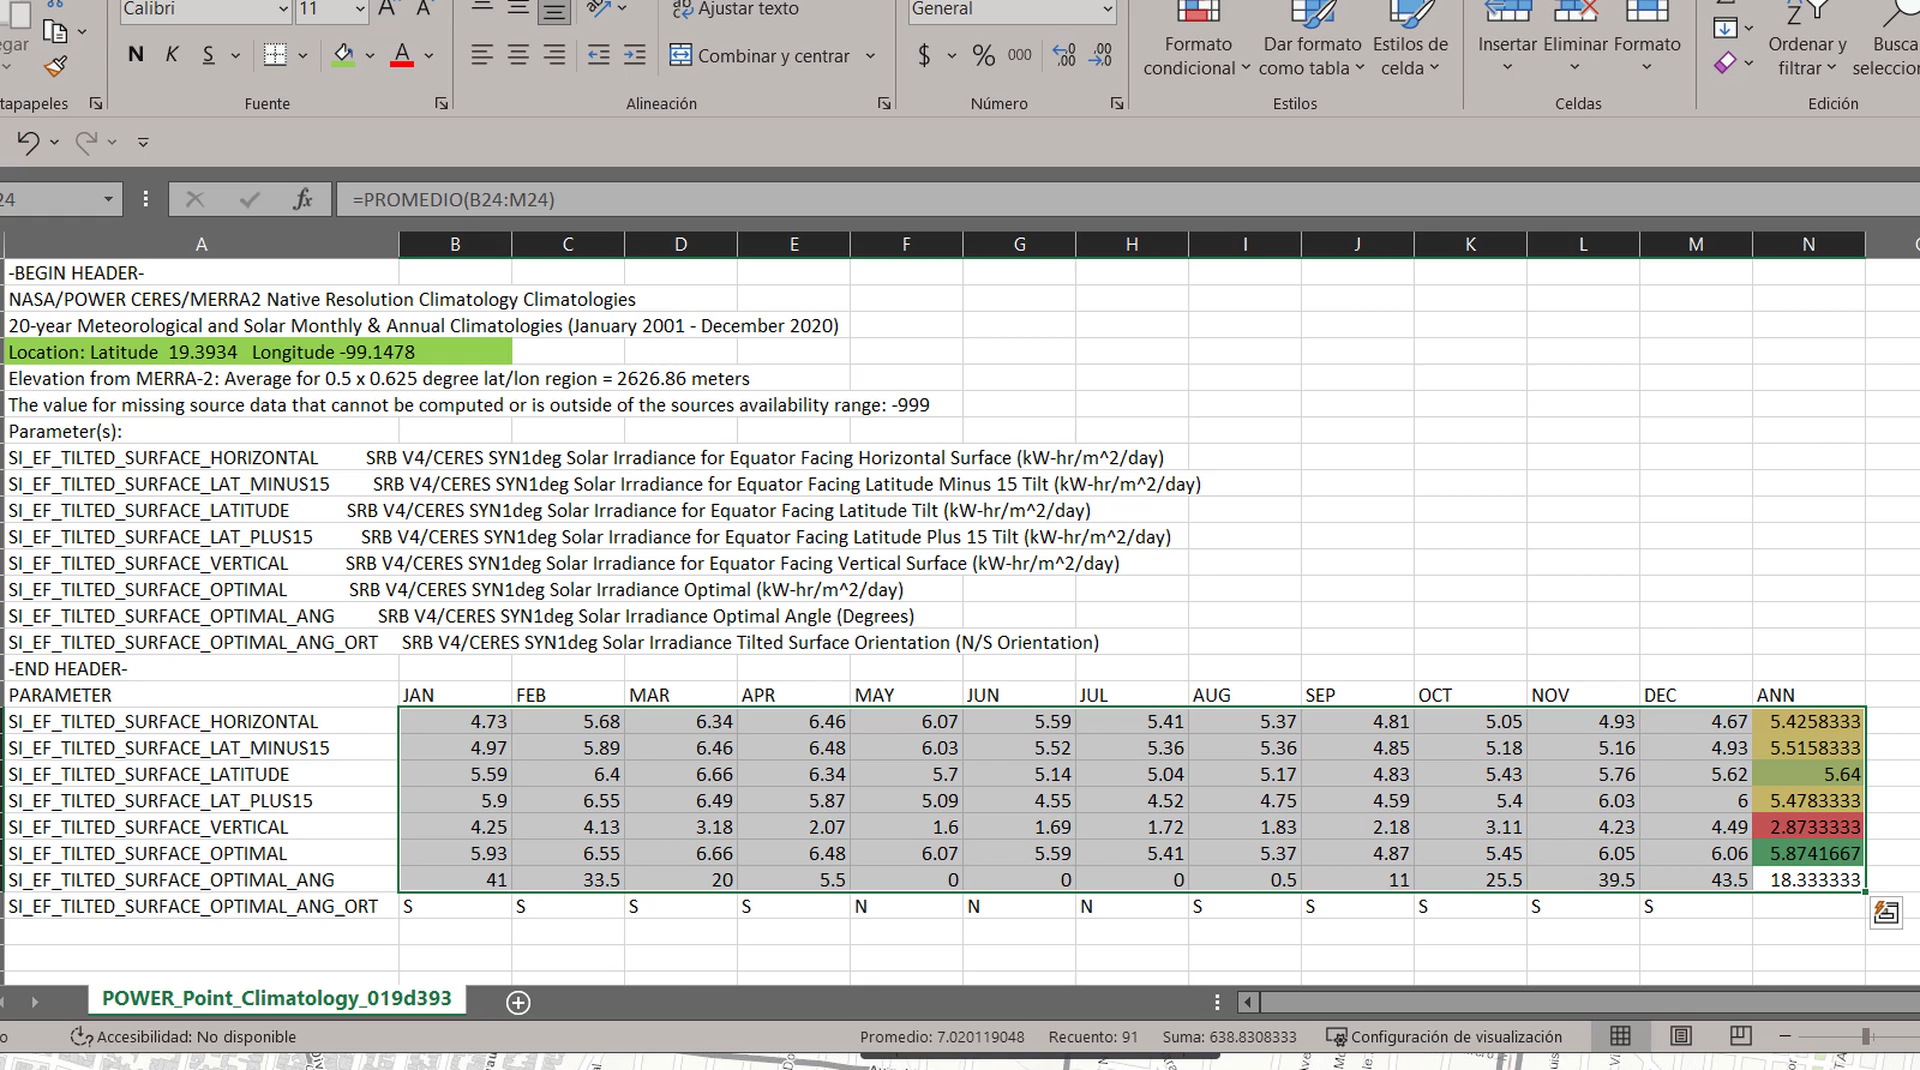 Calibri 11 A A Ajustar texto General
egar N K S A Combinar y centrar $ % 000 ,00 ,00 Formato condicional Dar formato como tabla Estilos de celda Insertar Eliminar Formato Ordenar y filtrar Busca seleccion
tapapeles Fuente Alineación Número Estilos Celdas Edición
24 fx =PROMEDIO(B24:M24)
A B C D E F G H I J K L M N
-BEGIN HEADER-
NASA/POWER CERES/MERRA2 Native Resolution Climatology Climatologies
20-year Meteorological and Solar Monthly & Annual Climatologies (January 2001 - December 2020)
Location: Latitude 19.3934 Longitude -99.1478
Elevation from MERRA-2: Average for 0.5 x 0.625 degree lat/lon region = 2626.86 meters
The value for missing source data that cannot be computed or is outside of the sources availability range: -999
Parameter(s):
SI_EF_TILTED_SURFACE_HORIZONTAL SRB V4/CERES SYN1deg Solar Irradiance for Equator Facing Horizontal Surface (kW-hr/m^2/day)
SI_EF_TILTED_SURFACE_LAT_MINUS15 SRB V4/CERES SYN1deg Solar Irradiance for Equator Facing Latitude Minus 15 Tilt (kW-hr/m^2/day)
SI_EF_TILTED_SURFACE_LATITUDE SRB V4/CERES SYN1deg Solar Irradiance for Equator Facing Latitude Tilt (kW-hr/m^2/day)
SI_EF_TILTED_SURFACE_LAT_PLUS15 SRB V4/CERES SYN1deg Solar Irradiance for Equator Facing Latitude Plus 15 Tilt (kW-hr/m^2/day)
SI_EF_TILTED_SURFACE_VERTICAL SRB V4/CERES SYN1deg Solar Irradiance for Equator Facing Vertical Surface (kW-hr/m^2/day)
SI_EF_TILTED_SURFACE_OPTIMAL SRB V4/CERES SYN1deg Solar Irradiance Optimal (kW-hr/m^2/day)
SI_EF_TILTED_SURFACE_OPTIMAL_ANG SRB V4/CERES SYN1deg Solar Irradiance Optimal Angle (Degrees)
SI_EF_TILTED_SURFACE_OPTIMAL_ANG_ORT SRB V4/CERES SYN1deg Solar Irradiance Tilted Surface Orientation (N/S Orientation)
-END HEADER-
PARAMETER JAN FEB MAR APR MAY JUN JUL AUG SEP OCT NOV DEC ANN
SI_EF_TILTED_SURFACE_HORIZONTAL 4.73 5.68 6.34 6.46 6.07 5.59 5.41 5.37 4.81 5.05 4.93 4.67 5.4258333
SI_EF_TILTED_SURFACE_LAT_MINUS15 4.97 5.89 6.46 6.48 6.03 5.52 5.36 5.36 4.85 5.18 5.16 4.93 5.5158333
SI_EF_TILTED_SURFACE_LATITUDE 5.59 6.4 6.66 6.34 5.7 5.14 5.04 5.17 4.83 5.43 5.76 5.62 5.64
SI_EF_TILTED_SURFACE_LAT_PLUS15 5.9 6.55 6.49 5.87 5.09 4.55 4.52 4.75 4.59 5.4 6.03 6 5.4783333
SI_EF_TILTED_SURFACE_VERTICAL 4.25 4.13 3.18 2.07 1.6 1.69 1.72 1.83 2.18 3.11 4.23 4.49 2.8733333
SI_EF_TILTED_SURFACE_OPTIMAL 5.93 6.55 6.66 6.48 6.07 5.59 5.41 5.37 4.87 5.45 6.05 6.06 5.8741667
SI_EF_TILTED_SURFACE_OPTIMAL_ANG 41 33.5 20 5.5 0 0 0 0.5 11 25.5 39.5 43.5 18.333333
SI_EF_TILTED_SURFACE_OPTIMAL_ANG_ORT S S S S N N N S S S S S
POWER_Point_Climatology_019d393
Accesibilidad: No disponible Promedio: 7.020119048 Recuento: 91 Suma: 638.8308333 Configuración de visualización